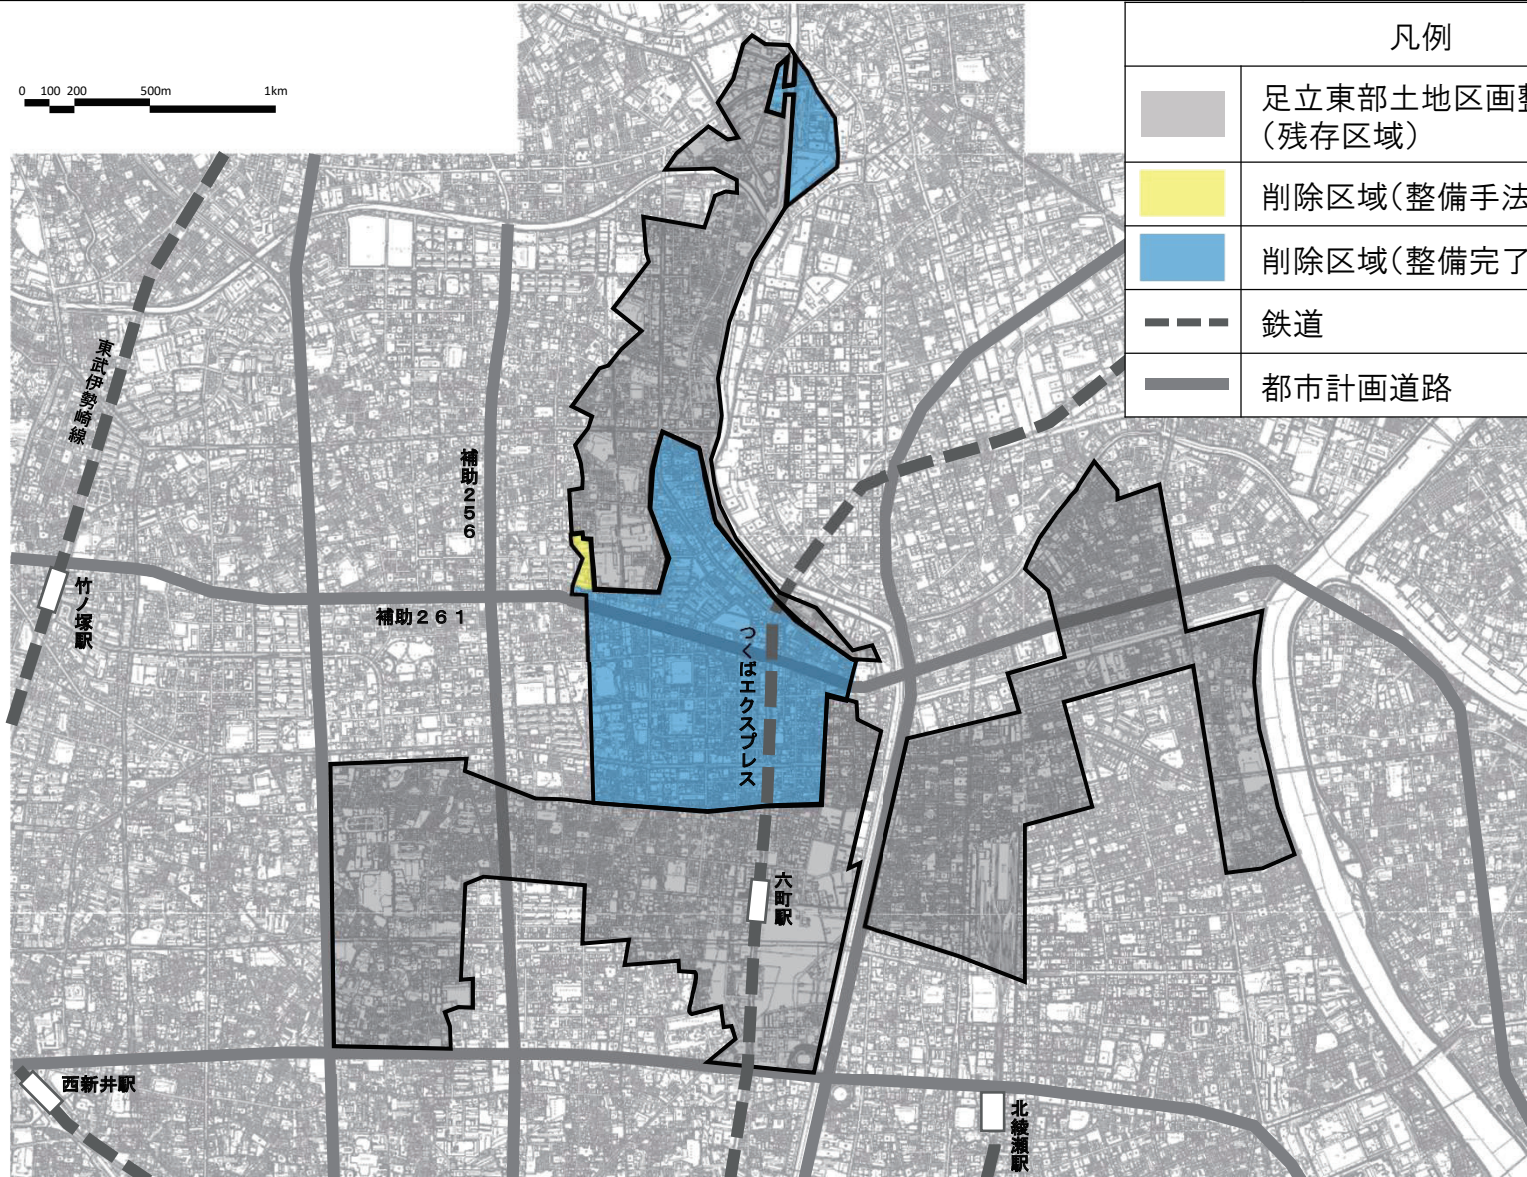 0 100 200 500m 1km
凡例
足立東部土地区画整
（残存区域）
削除区域（整備手法
削除区域（整備完了
鉄道
都市計画道路
東武伊勢崎線
補助２５６
竹ノ塚駅
補助２６１
つくばエクスプレス
六町駅
西新井駅
北綾瀬駅